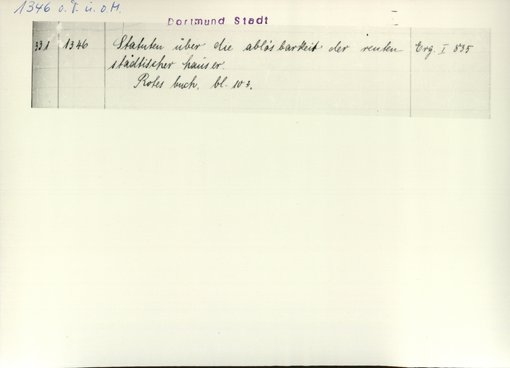 1346 o. T. u. o. M.
Dortmund Stadt
331 1346 Statuten über die ablösbarkeit der renten- Erg. I 835
städtischer häuser.
Rotes buch. bl. 103.